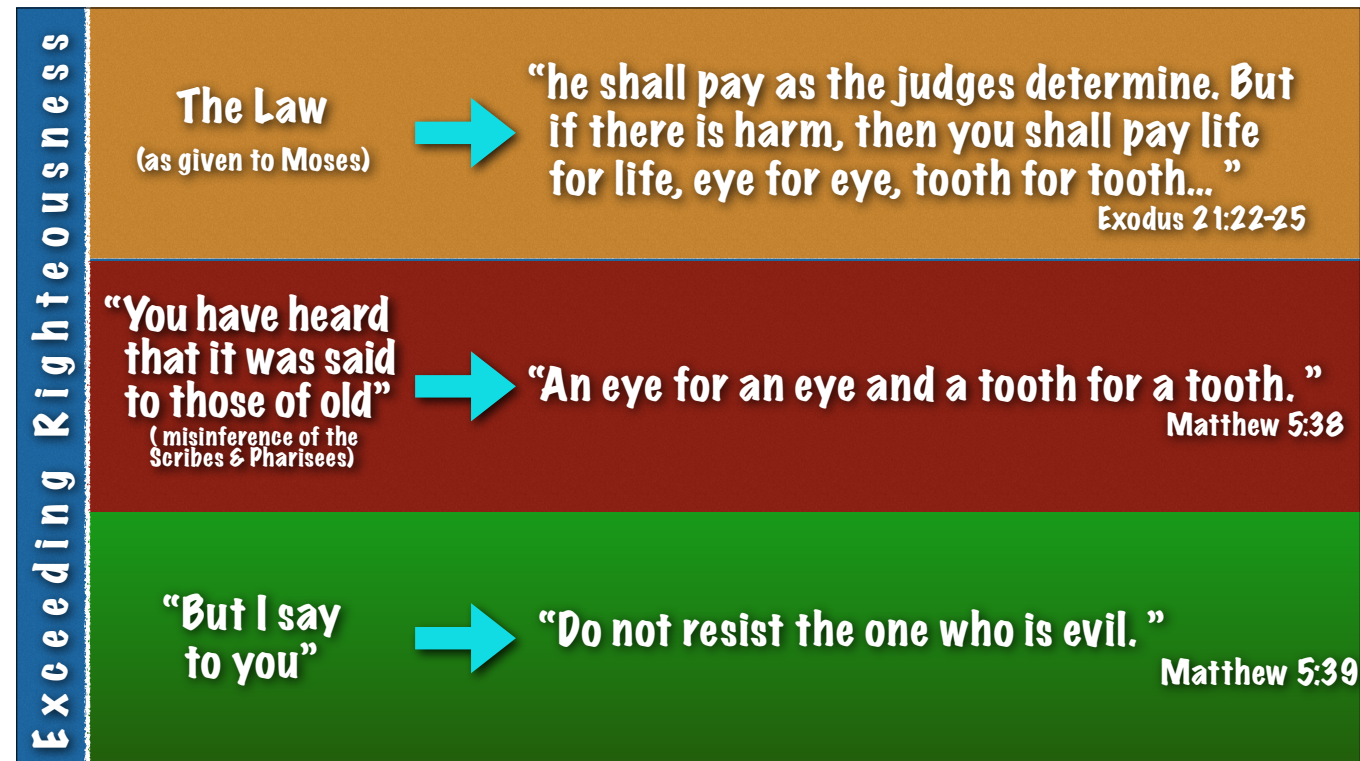 Exceeding Righteousness
The Law
(as given to Moses)
“he shall pay as the judges determine. But
if there is harm, then you shall pay life
for life, eye for eye, tooth for tooth... ”
Exodus 21:22-25
“You have heard
that it was said
to those of old”
( misinference of the
Scribes & Pharisees)
“An eye for an eye and a tooth for a tooth. ”
Matthew 5:38
“But I say
to you”
“Do not resist the one who is evil. ”
Matthew 5:39